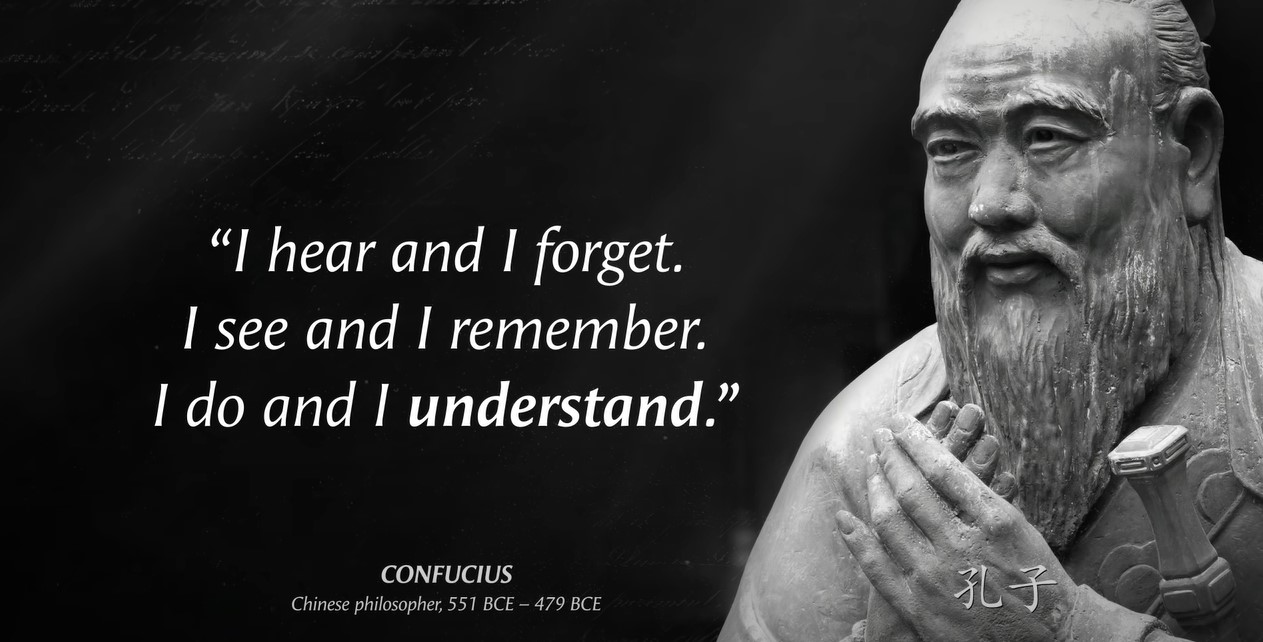 “I hear and I forget.
I see and I remember.
I do and I understand.”
CONFUCIUS
Chinese philosopher, 551 BCE – 479 BCE
孔子